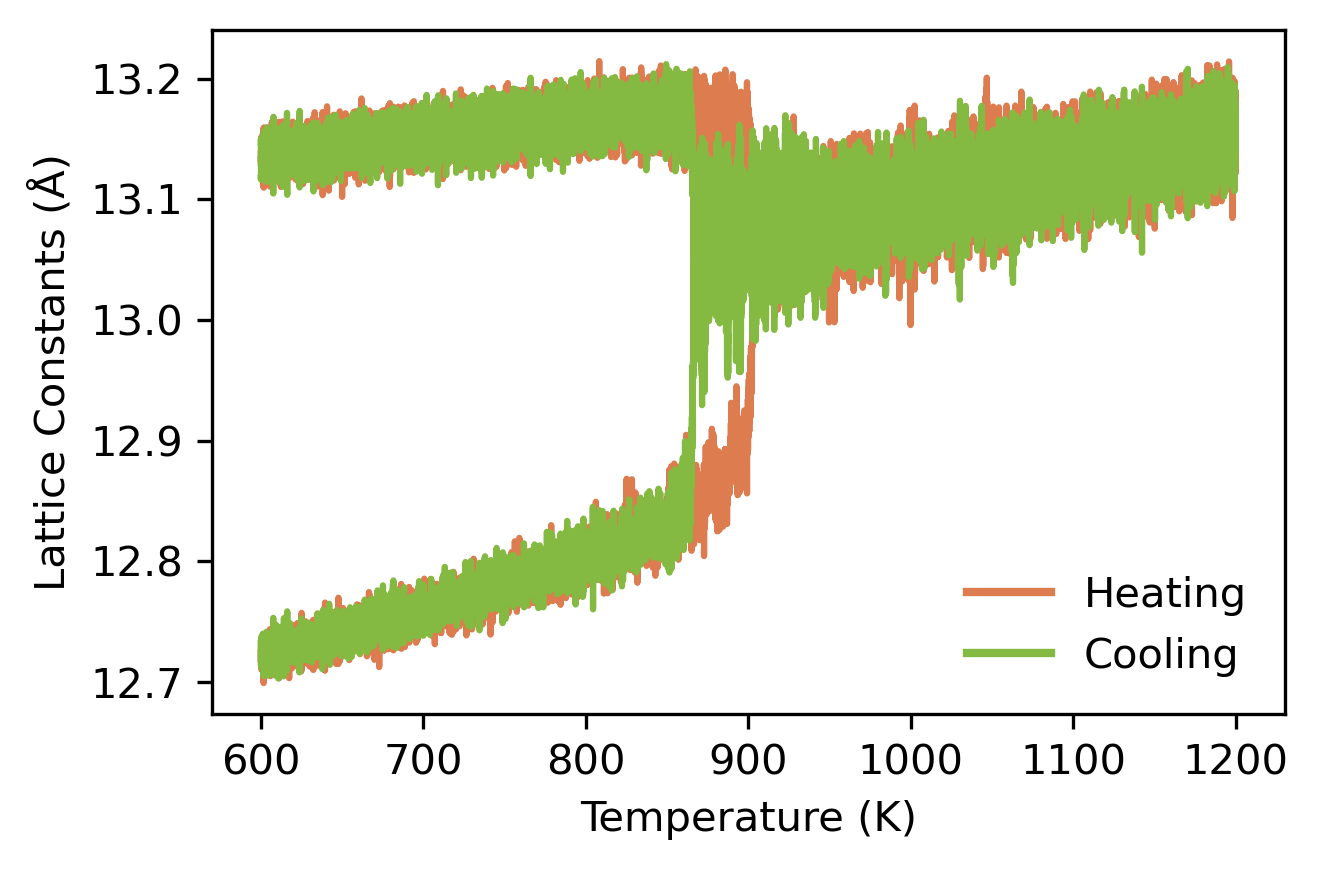 Lattice Constants (Å)
13.2
13.1
13.0
12.9
12.8
12.7
Heating
Cooling
600 700 800 900 1000 1100 1200
Temperature (K)